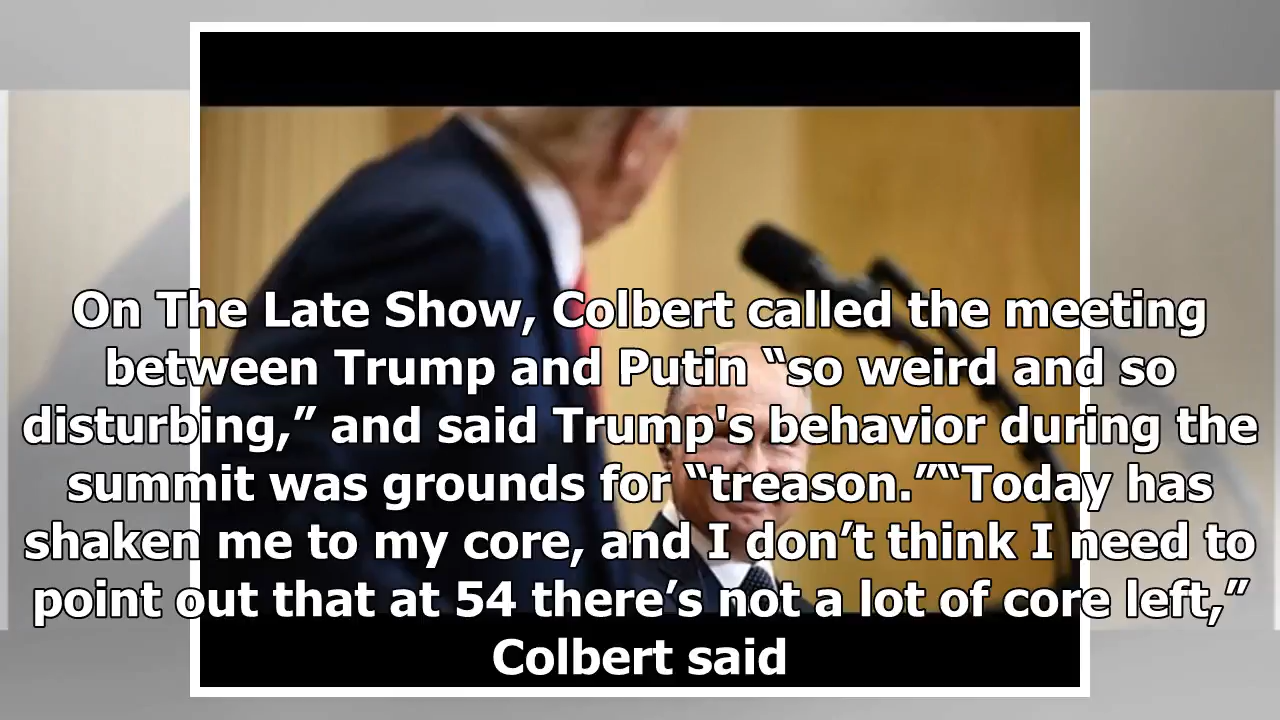 On The Late Show, Colbert called the meeting
between Trump and Putin “so weird and so
disturbing,” and said Trump's behavior during the
summit was grounds for “treason.”“Today has
shaken me to my core, and I don’t think I need to
point out that at 54 there’s not a lot of core left,”
Colbert said